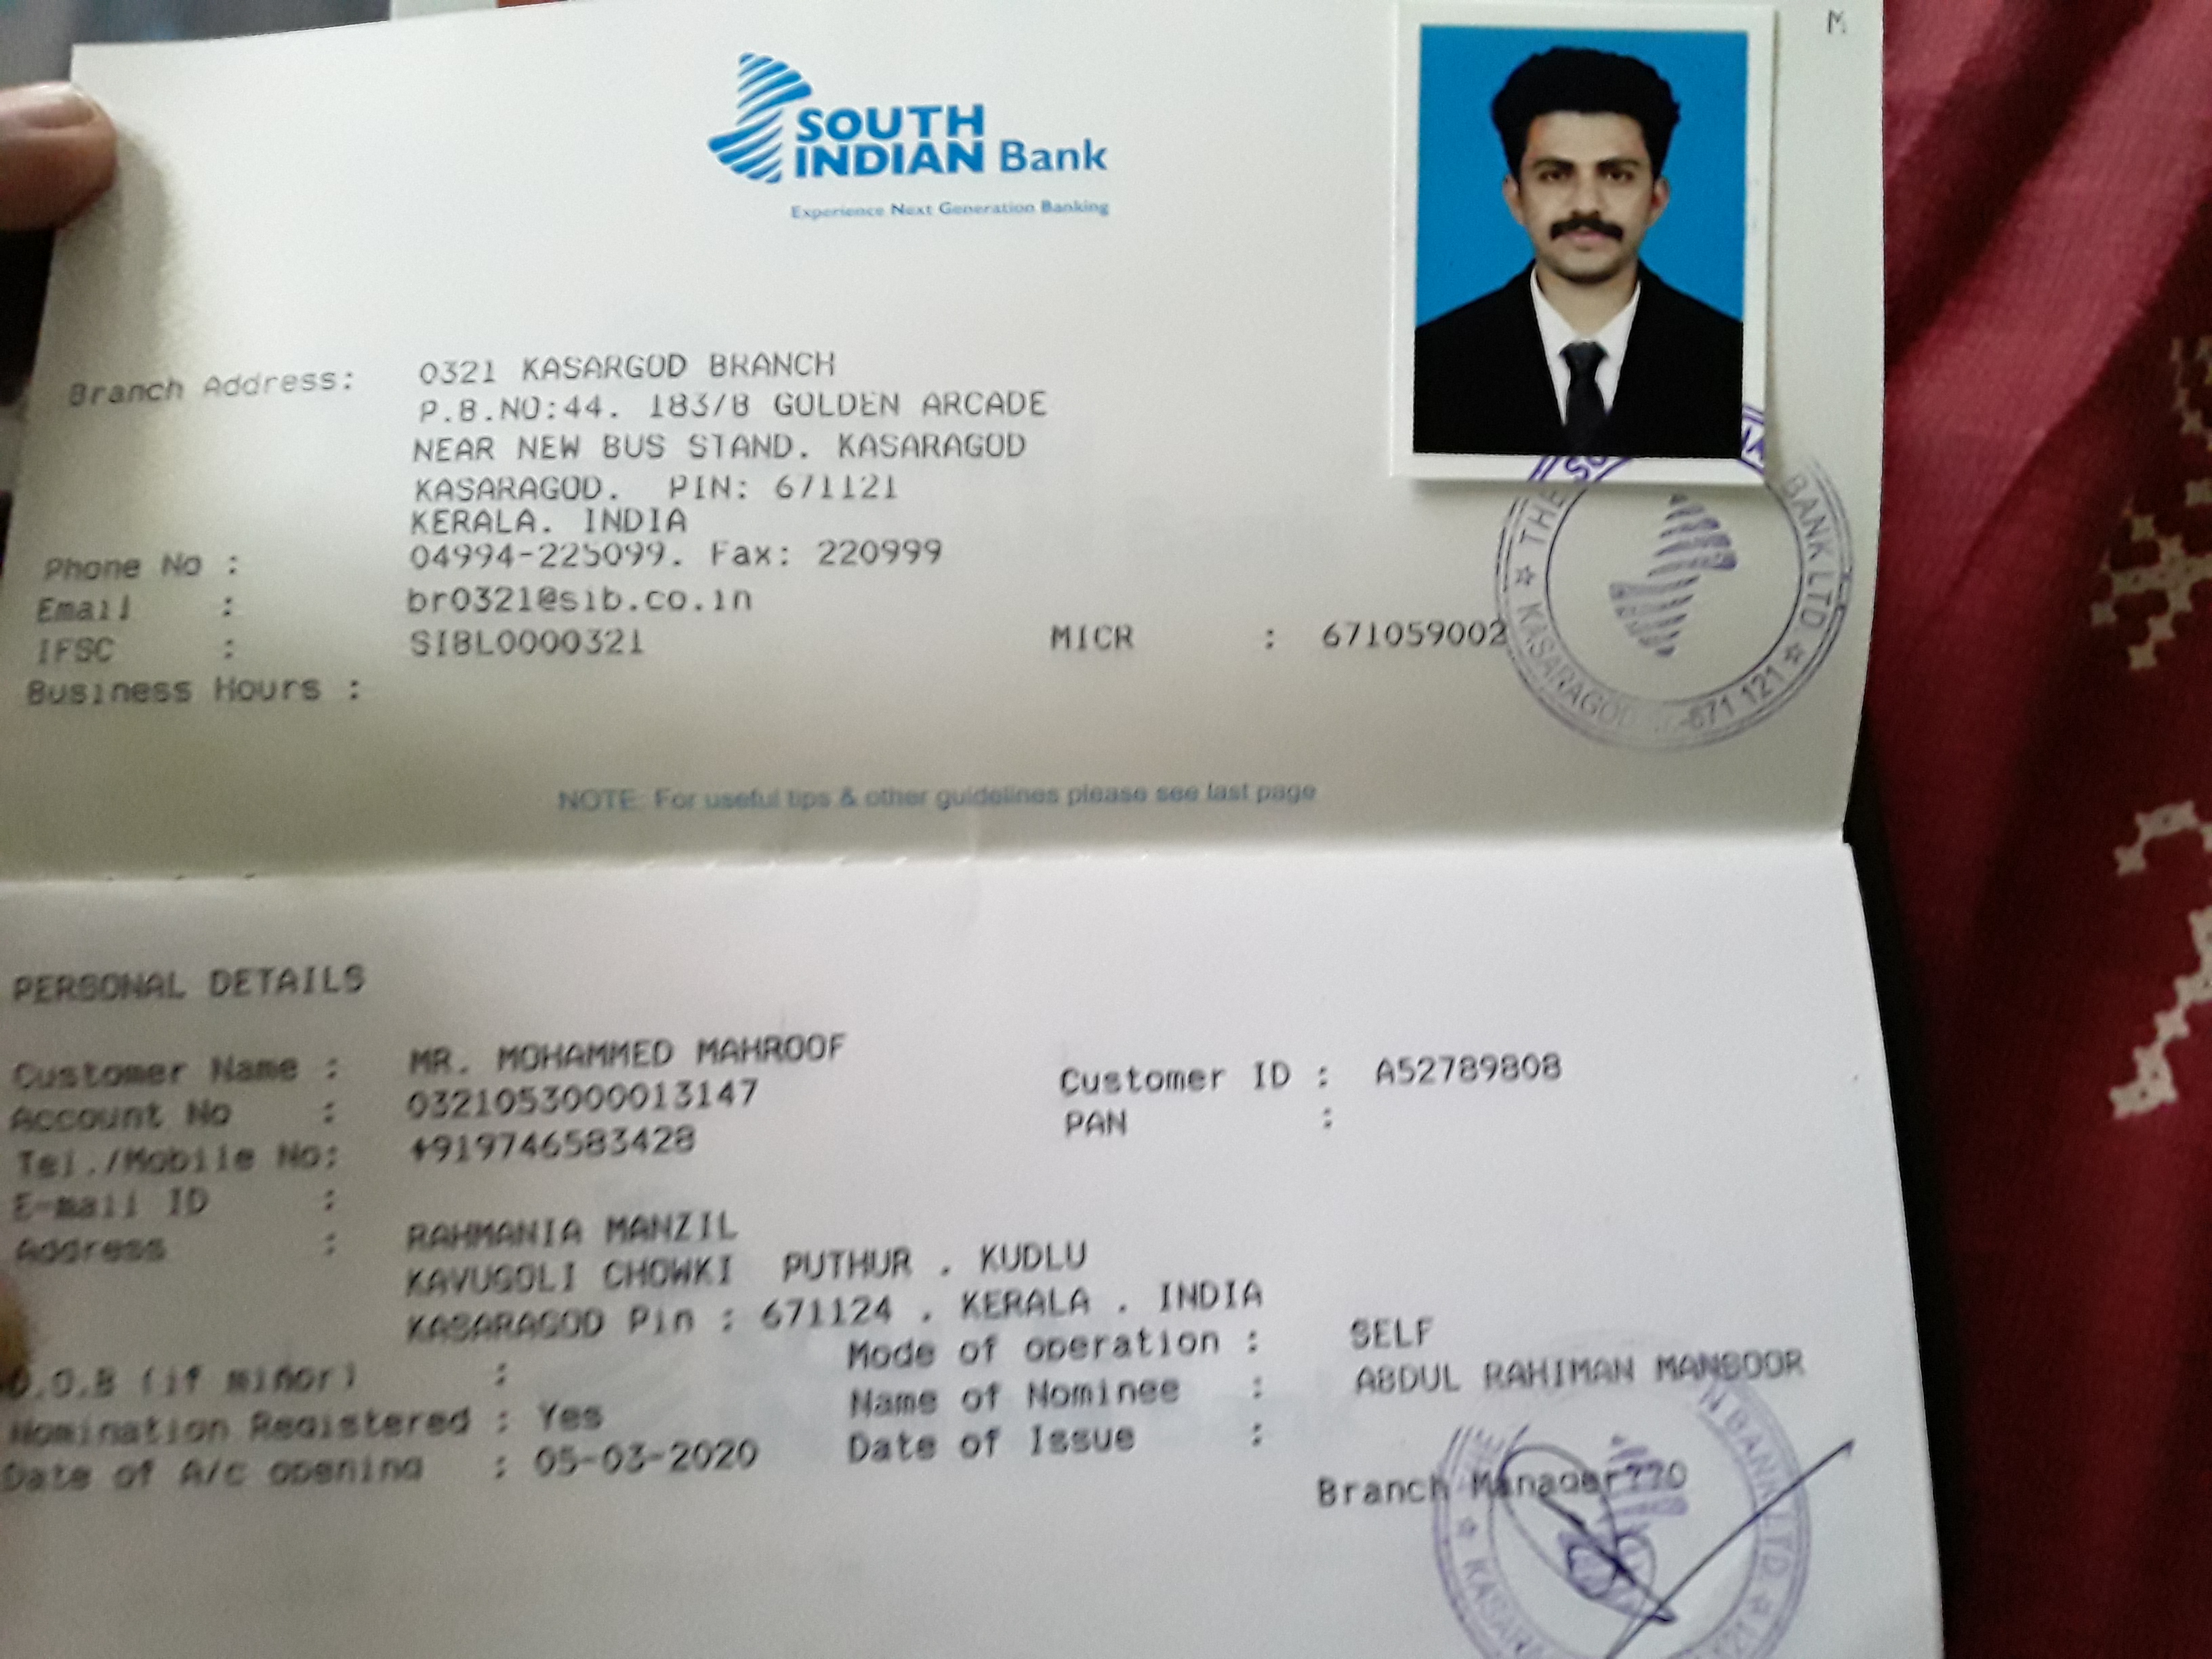 SOUTH
INDIAN Bank
Experience Next Generation Banking
M
Branch Address: 0321 KASARGOD BRANCH
P.B.NO:44. 183/B GOLDEN ARCADE
NEAR NEW BUS STAND. KASARAGOD
KASARAGOD. PIN: 671121
KERALA. INDIA
Phone No : 04994-225099. Fax: 220999
Email : br0321@sib.co.in
IFSC : SIBL0000321 MICR : 671059002
Business Hours :
THE BANK LTD.
KASARAGOD -671 121
NOTE: For useful tips & other guidelines please see last page
PERSONAL DETAILS
Customer Name : MR. MOHAMMED MAHROOF Customer ID : A52789808
Account No : 0321053000013147 PAN :
Tel./Mobile No: +919746583428
E-mail ID :
Address : RAHMANIA MANZIL
KAVUGOLI CHOWKI PUTHUR , KUDLU
KASARAGOD Pin : 671124 , KERALA , INDIA
D.O.B (if minor) : Mode of operation : SELF
Nomination Registered : Yes Name of Nominee : ABDUL RAHIMAN MANSOOR
Date of A/c opening : 05-03-2020 Date of Issue :
Branch Manager
N BANK LTD.